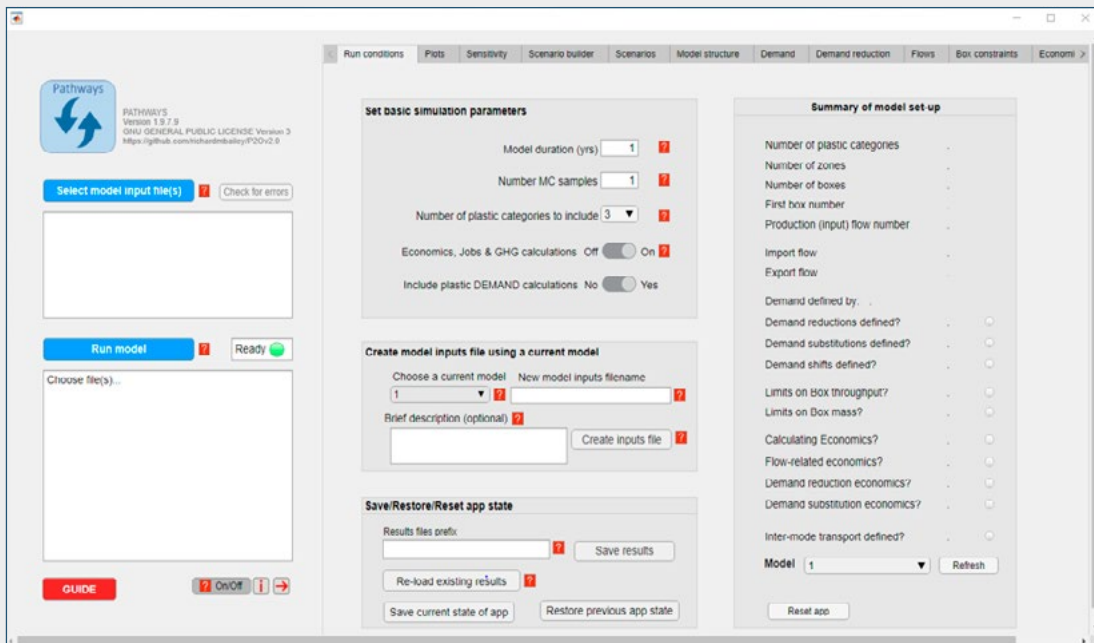 Pathways
PATHWAYS
Version 1.9.7.9
GNU GENERAL PUBLIC LICENSE Version 3
https://github.com/richardmbailey/P2Ov2.0
Select model input file(s) ? Check for errors
Run model ? Ready
Choose file(s)...
GUIDE ? On/Off i
Run conditions Plots Sensitivity Scenario builder Scenarios Model structure Demand Demand reduction Flows Box constraints Economi
Set basic simulation parameters
Model duration (yrs) 1 ?
Number MC samples 1 ?
Number of plastic categories to include 3 ?
Economics, Jobs & GHG calculations Off On ?
Include plastic DEMAND calculations No Yes
Create model inputs file using a current model
Choose a current model New model inputs filename
1 ? ?
Brief description (optional) ?
Create inputs file ?
Save/Restore/Reset app state
Results files prefix
? Save results
Re-load existing results ?
Save current state of app Restore previous app state
Summary of model set-up
Number of plastic categories .
Number of zones .
Number of boxes .
First box number .
Production (input) flow number .
Import flow .
Export flow .
Demand defined by. .
Demand reductions defined? .
Demand substitutions defined? .
Demand shifts defined? .
Limits on Box throughput? .
Limits on Box mass? .
Calculating Economics? .
Flow-related economics? .
Demand reduction economics? .
Demand substitution economics? .
Inter-mode transport defined? .
Model 1 Refresh
Reset app